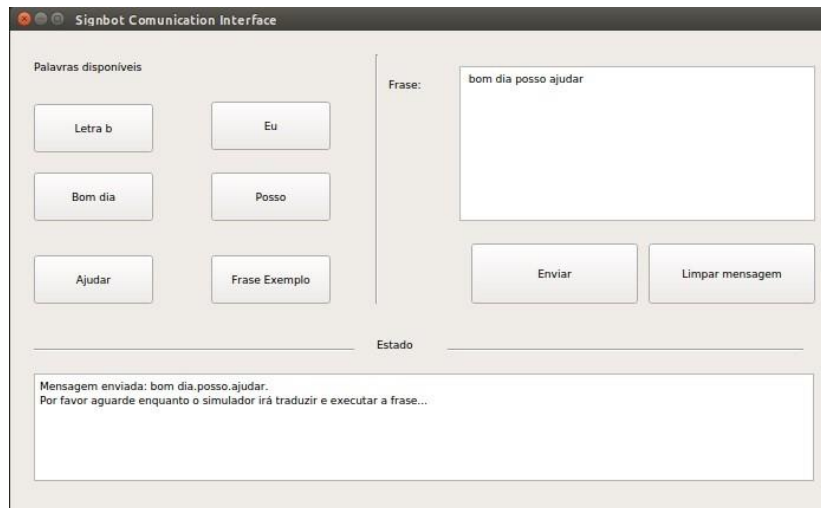 Signbot Comunication Interface
Palavras disponíveis
Letra b
Eu
Bom dia
Posso
Ajudar
Frase Exemplo
Frase:
bom dia posso ajudar
Enviar
Limpar mensagem
Estado
Mensagem enviada: bom dia.posso.ajudar.
Por favor aguarde enquanto o simulador irá traduzir e executar a frase...